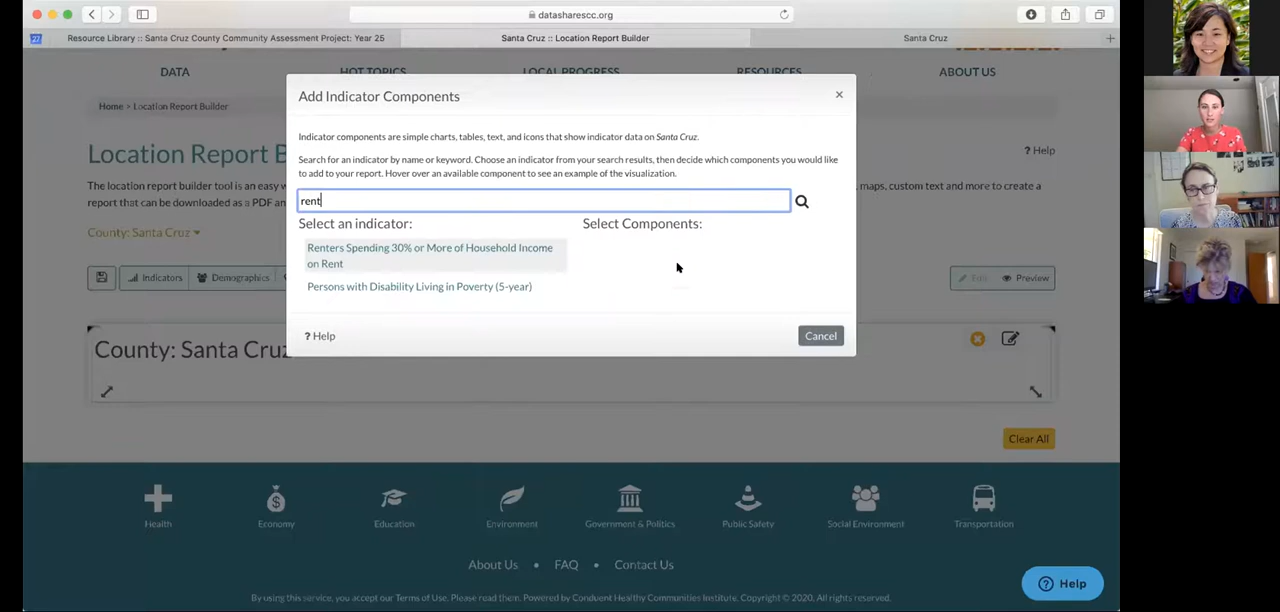 datasharescc.org
27
Resource Library :: Santa Cruz County Community Assessment Project: Year 25
Santa Cruz :: Location Report Builder
Santa Cruz
DATA
HOT TOPICS
LOCAL PROGRESS
RESOURCES
ABOUT US
Home > Location Report Builder
Add Indicator Components
×
Indicator components are simple charts, tables, text, and icons that show indicator data on Santa Cruz.
Search for an indicator by name or keyword. Choose an indicator from your search results, then decide which components you would like
to add to your report. Hover over an available component to see an example of the visualization.
rent
Select an indicator:
Select Components:
Renters Spending 30% or More of Household Income
on Rent
Persons with Disability Living in Poverty (5-year)
? Help
Cancel
Location Report B
? Help
The location report builder tool is an easy w
maps, custom text and more to create a
report that can be downloaded as a PDF an
County: Santa Cruz
Indicators
Demographics
Edit
Preview
County: Santa Cruz
Clear All
Health
Economy
Education
Environment
Government & Politics
Public Safety
Social Environment
Transportation
About Us • FAQ • Contact Us
By using this service, you accept our Terms of Use. Please read them. Powered by Conduent Healthy Communities Institute. Copyright © 2020. All rights reserved.
Help